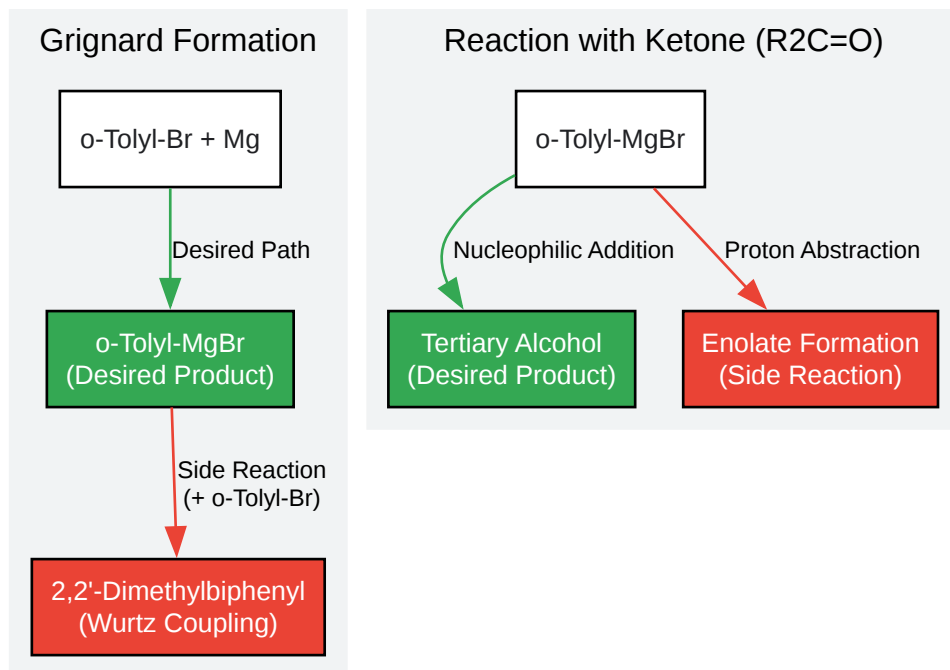 Grignard Formation
o-Tolyl-Br + Mg
Desired Path
o-Tolyl-MgBr
(Desired Product)
Side Reaction
(+ o-Tolyl-Br)
2,2'-Dimethylbiphenyl
(Wurtz Coupling)
Reaction with Ketone (R2C=O)
o-Tolyl-MgBr
Nucleophilic Addition
Proton Abstraction
Tertiary Alcohol
(Desired Product)
Enolate Formation
(Side Reaction)